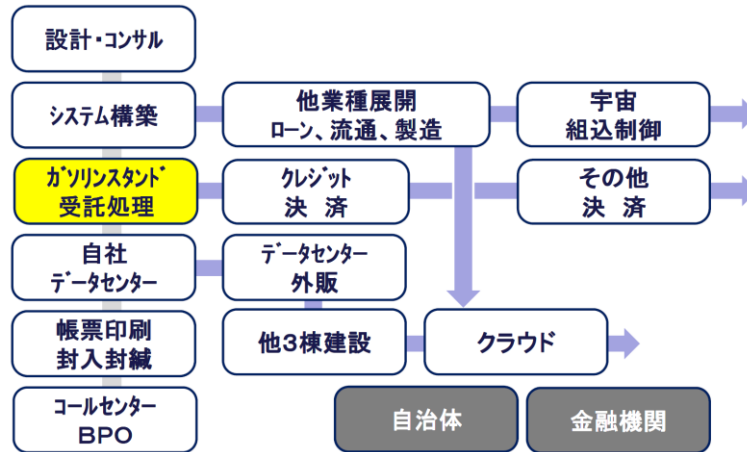 設計・コンサル
システム構築
他業種展開
ローン、流通、製造
宇宙
組込制御
ガソリンスタンド
受託処理
クレジット
決　済
その他
決　済
自社
データセンター
データセンター
外販
帳票印刷
封入封緘
他３棟建設
クラウド
コールセンター
BPO
自治体
金融機関